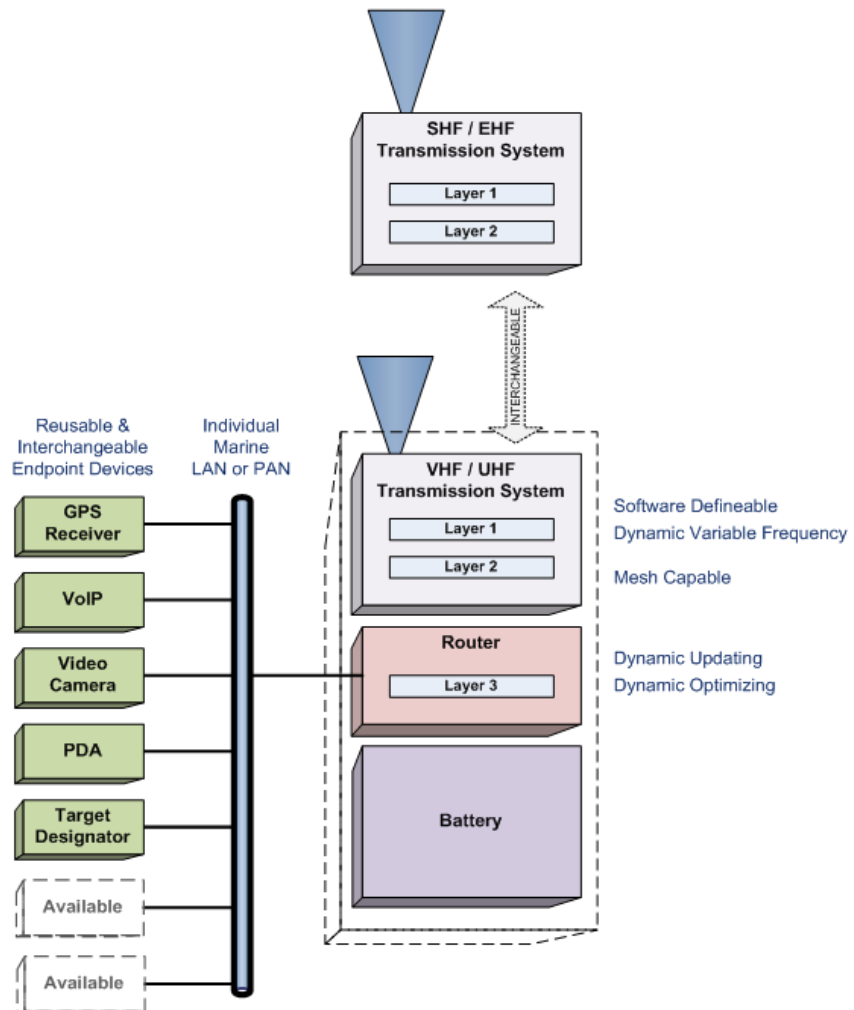 SHF / EHF
Transmission System
Layer 1
Layer 2
INTERCHANGEABLE
Reusable &
Interchangeable
Endpoint Devices
Individual
Marine
LAN or PAN
GPS
Receiver
VoIP
Video
Camera
PDA
Target
Designator
Available
Available
VHF / UHF
Transmission System
Layer 1
Layer 2
Router
Layer 3
Battery
Software Defineable
Dynamic Variable Frequency
Mesh Capable
Dynamic Updating
Dynamic Optimizing